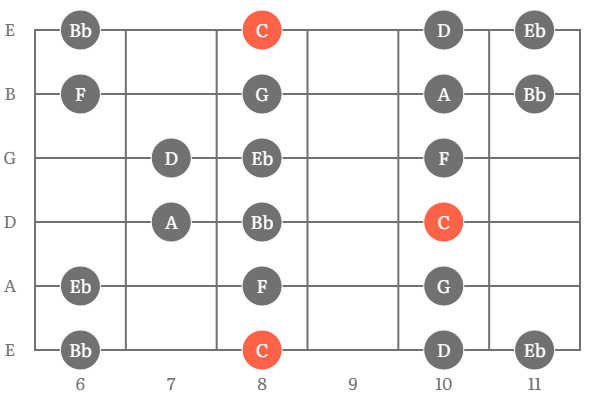 E Bb C D Eb
B F G A Bb
G D Eb F
D A Bb C
A Eb F G
E Bb C D Eb
6 7 8 9 10 11